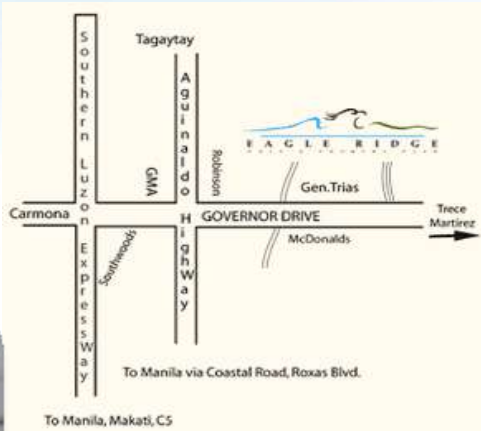 Tagaytay
Southern Luzon ExpressWay
Aguinaldo HighWay
EAGLE RIDGE
GMA
Robinson
Gen.Trias
Carmona
GOVERNOR DRIVE
Trece Martirez
Southwoods
McDonalds
To Manila via Coastal Road, Roxas Blvd.
To Manila, Makati, C5